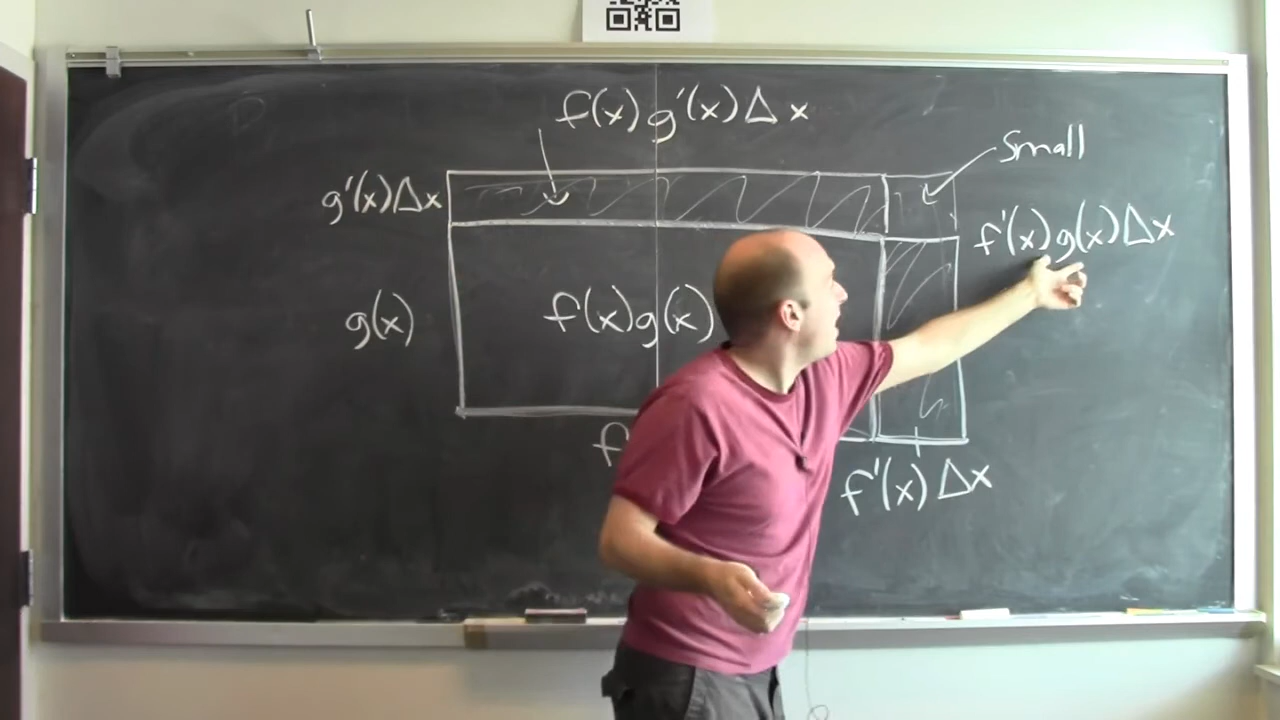 f(x)g'(x)Δx
Small
g'(x)Δx
f'(x)g(x)Δx
g(x)
f(x)g(x)
f
f'(x)Δx